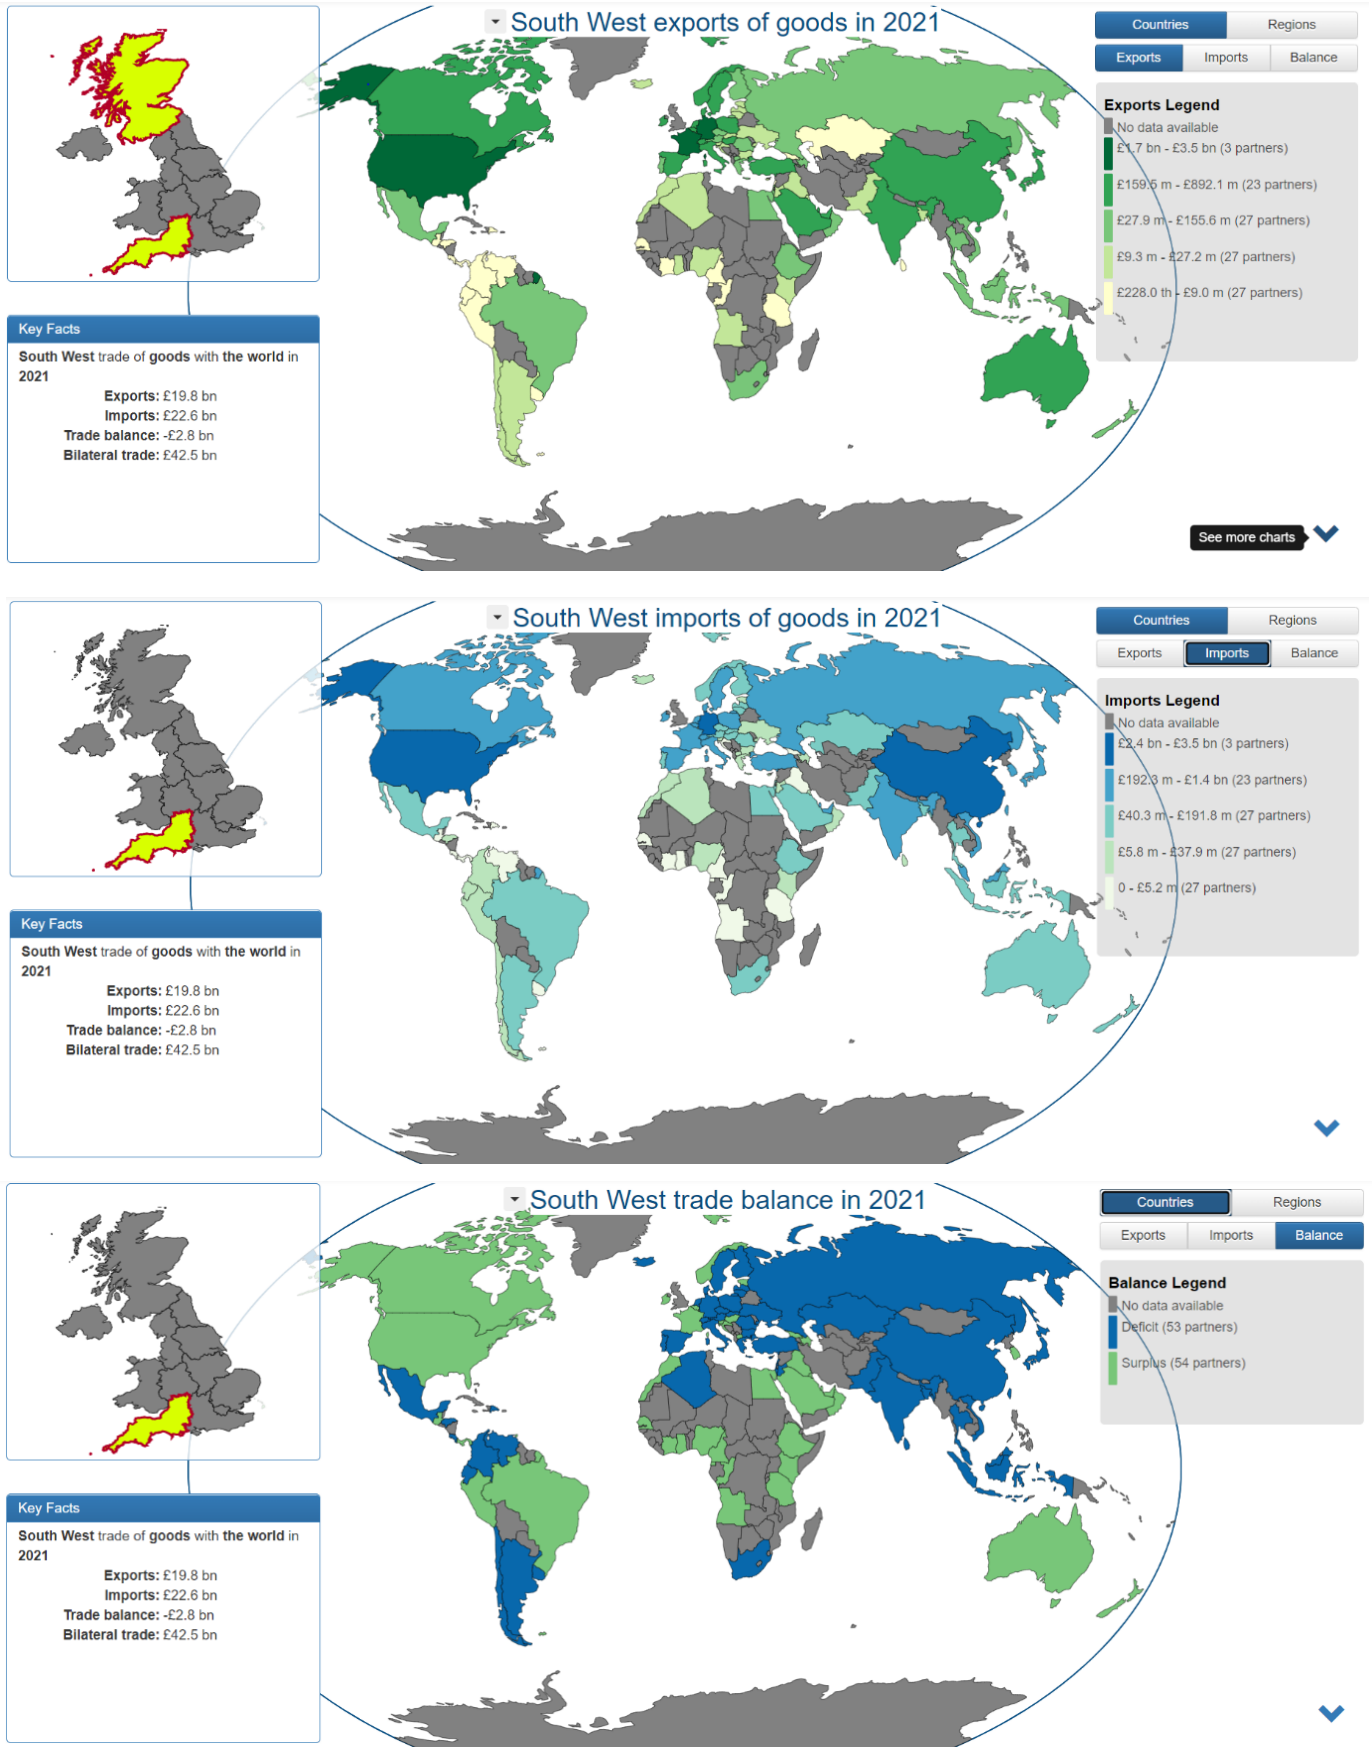 South West exports of goods in 2021
Countries
Regions
Exports
Imports
Balance
Exports Legend
No data available
£1.7 bn - £3.5 bn (3 partners)
£159.5 m - £892.1 m (23 partners)
£27.9 m - £155.6 m (27 partners)
£9.3 m - £27.2 m (27 partners)
£228.0 th - £9.0 m (27 partners)
Key Facts
South West trade of goods with the world in
2021
Exports: £19.8 bn
Imports: £22.6 bn
Trade balance: -£2.8 bn
Bilateral trade: £42.5 bn
See more charts
South West imports of goods in 2021
Countries
Regions
Exports
Imports
Balance
Imports Legend
No data available
£2.4 bn - £3.5 bn (3 partners)
£192.3 m - £1.4 bn (23 partners)
£40.3 m - £191.8 m (27 partners)
£5.8 m - £37.9 m (27 partners)
0 - £5.2 m (27 partners)
Key Facts
South West trade of goods with the world in
2021
Exports: £19.8 bn
Imports: £22.6 bn
Trade balance: -£2.8 bn
Bilateral trade: £42.5 bn
South West trade balance in 2021
Countries
Regions
Exports
Imports
Balance
Balance Legend
No data available
Deficit (53 partners)
Surplus (54 partners)
Key Facts
South West trade of goods with the world in
2021
Exports: £19.8 bn
Imports: £22.6 bn
Trade balance: -£2.8 bn
Bilateral trade: £42.5 bn